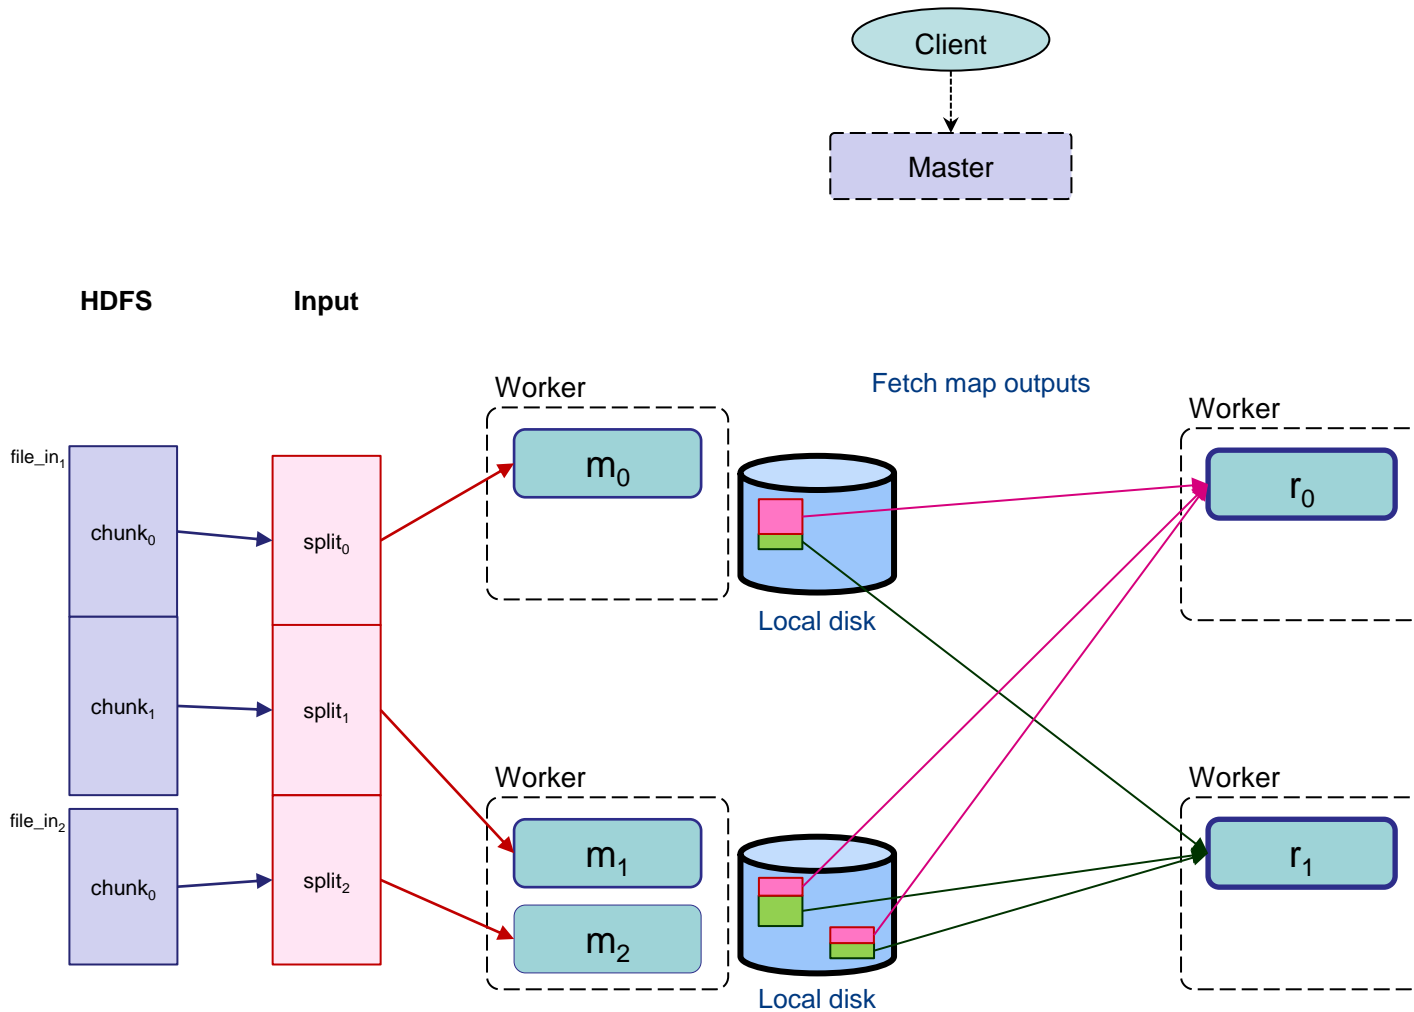 Client
Master
HDFS
Input
Worker
Fetch map outputs
Worker
file_in₁
m₀
r₀
chunk₀
split₀
Local disk
chunk₁
split₁
Worker
Worker
file_in₂
m₁
r₁
chunk₀
split₂
m₂
Local disk